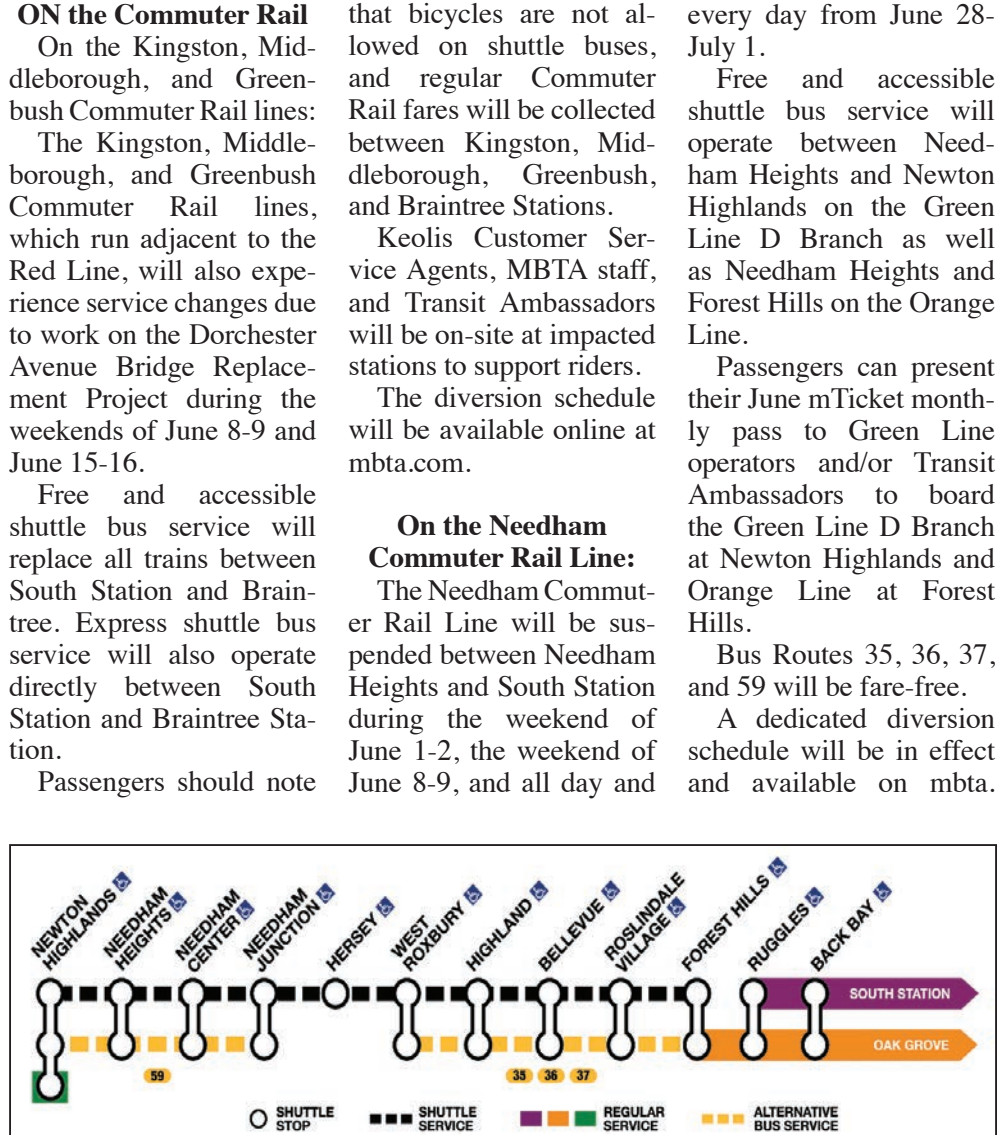 ON the Commuter Rail
On the Kingston, Mid-
dleborough, and Green-
bush Commuter Rail lines:
The Kingston, Middle-
borough, and Greenbush
Commuter Rail lines,
which run adjacent to the
Red Line, will also expe-
rience service changes due
to work on the Dorchester
Avenue Bridge Replace-
ment Project during the
weekends of June 8-9 and
June 15-16.
Free and accessible
shuttle bus service will
replace all trains between
South Station and Brain-
tree. Express shuttle bus
service will also operate
directly between South
Station and Braintree Sta-
tion.
Passengers should note
that bicycles are not al-
lowed on shuttle buses,
and regular Commuter
Rail fares will be collected
between Kingston, Mid-
dleborough, Greenbush,
and Braintree Stations.
Keolis Customer Ser-
vice Agents, MBTA staff,
and Transit Ambassadors
will be on-site at impacted
stations to support riders.
The diversion schedule
will be available online at
mbta.com.
On the Needham
Commuter Rail Line:
The Needham Commut-
er Rail Line will be sus-
pended between Needham
Heights and South Station
during the weekend of
June 1-2, the weekend of
June 8-9, and all day and
every day from June 28-
July 1.
Free and accessible
shuttle bus service will
operate between Need-
ham Heights and Newton
Highlands on the Green
Line D Branch as well
as Needham Heights and
Forest Hills on the Orange
Line.
Passengers can present
their June mTicket month-
ly pass to Green Line
operators and/or Transit
Ambassadors to board
the Green Line D Branch
at Newton Highlands and
Orange Line at Forest
Hills.
Bus Routes 35, 36, 37,
and 59 will be fare-free.
A dedicated diversion
schedule will be in effect
and available on mbta.
NEWTON
HIGHLANDS
NEEDHAM
HEIGHTS
NEEDHAM
CENTER
NEEDHAM
JUNCTION
HERSEY
WEST
ROXBURY
HIGHLAND
BELLEVUE
ROSLINDALE
VILLAGE
FOREST HILLS
RUGGLES
BACK BAY
SOUTH STATION
OAK GROVE
59
35 36 37
SHUTTLE
STOP
SHUTTLE
SERVICE
REGULAR
SERVICE
ALTERNATIVE
BUS SERVICE